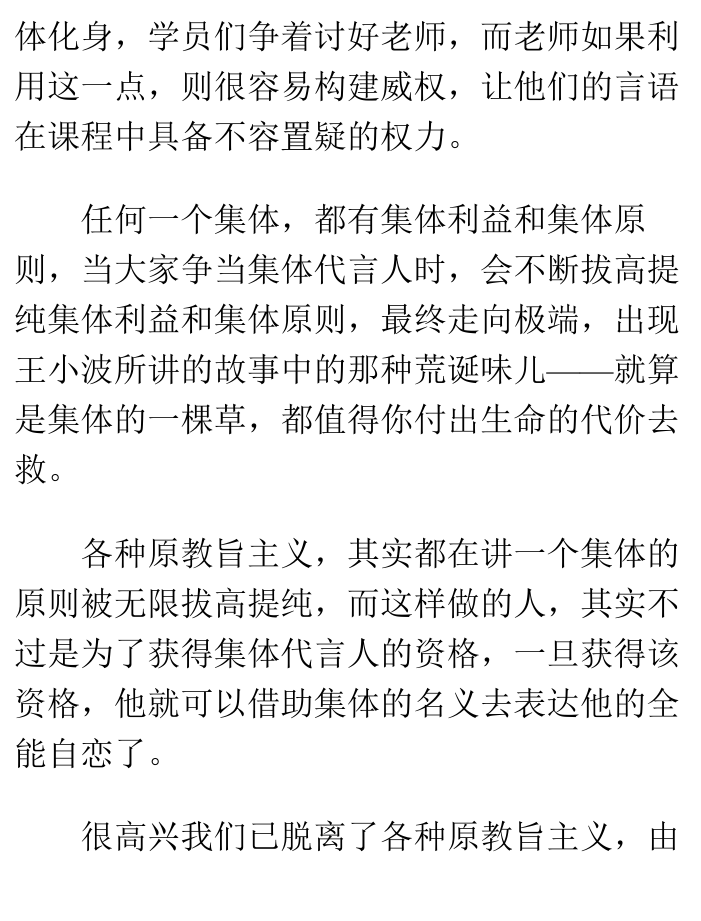 体化身，学员们争着讨好老师，而老师如果利
用这一点，则很容易构建威权，让他们的言语
在课程中具备不容置疑的权力。
任何一个集体，都有集体利益和集体原
则，当大家争当集体代言人时，会不断拔高提
纯集体利益和集体原则，最终走向极端，出现
王小波所讲的故事中的那种荒诞味儿——就算
是集体的一棵草，都值得你付出生命的代价去
救。
各种原教旨主义，其实都在讲一个集体的
原则被无限拔高提纯，而这样做的人，其实不
过是为了获得集体代言人的资格，一旦获得该
资格，他就可以借助集体的名义去表达他的全
能自恋了。
很高兴我们已脱离了各种原教旨主义，由